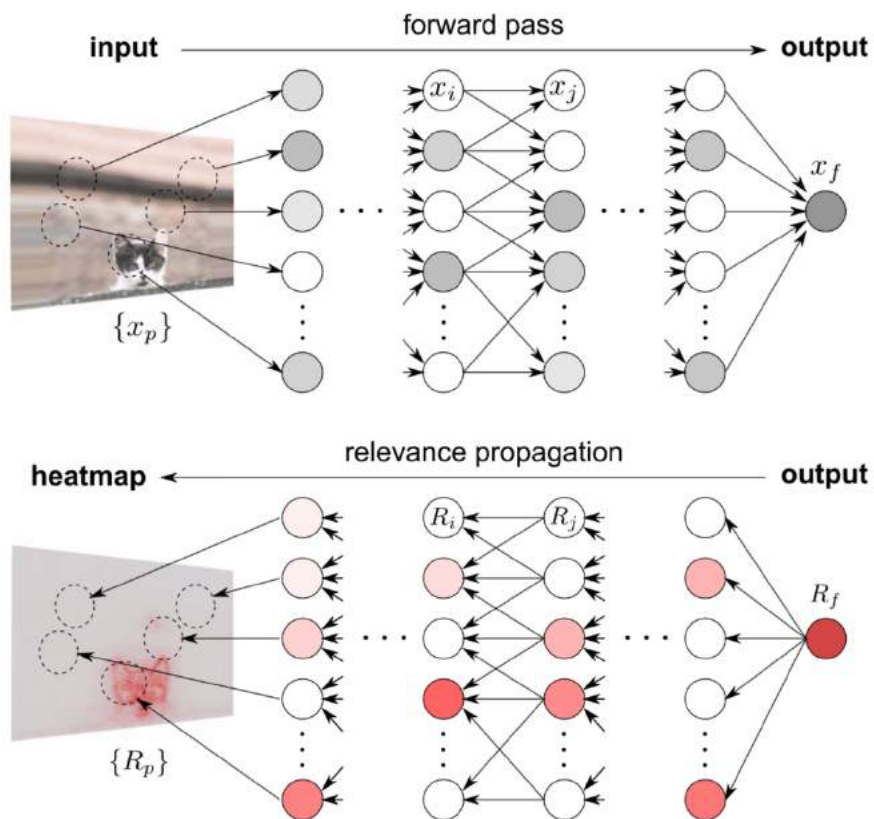 forward pass
input output
$x_i$ $x_j$
$x_f$
. . . . . .
$\{x_p\}$
relevance propagation
heatmap output
$R_i$ $R_j$
$R_f$
. . . . . .
$\{R_p\}$